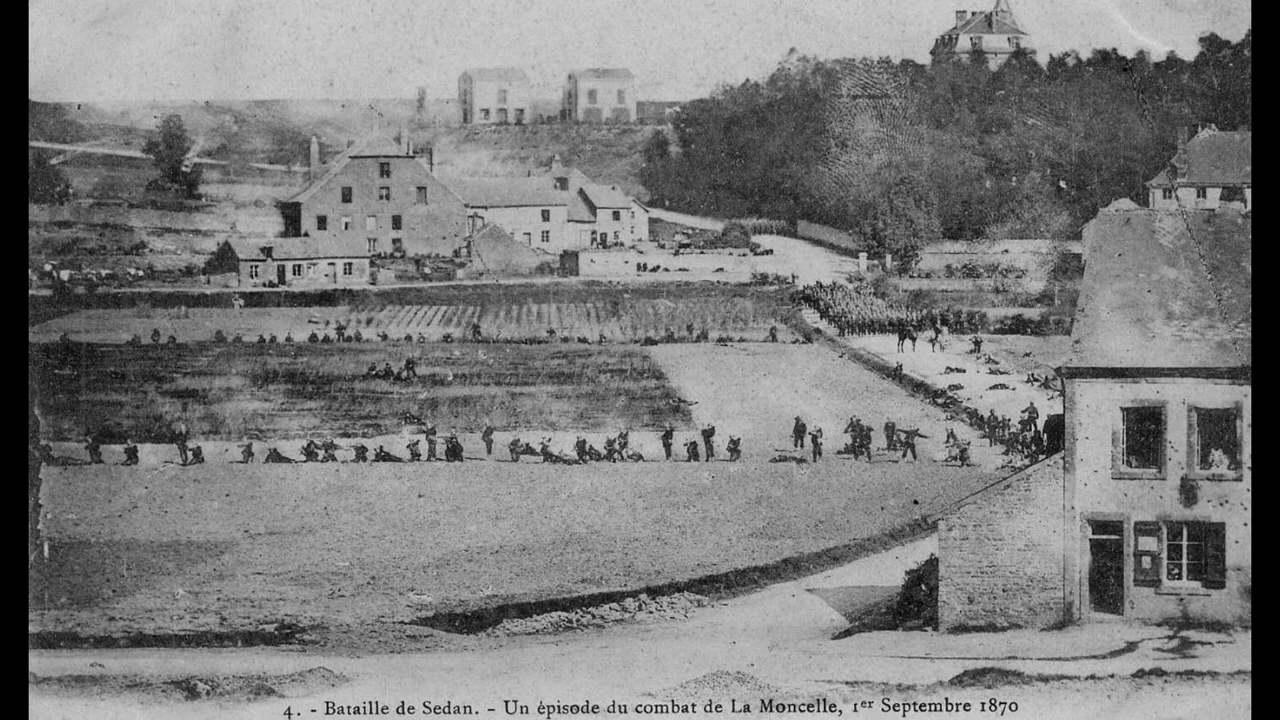 4. - Bataille de Sedan. - Un épisode du combat de La Moncelle, 1er Septembre 1870